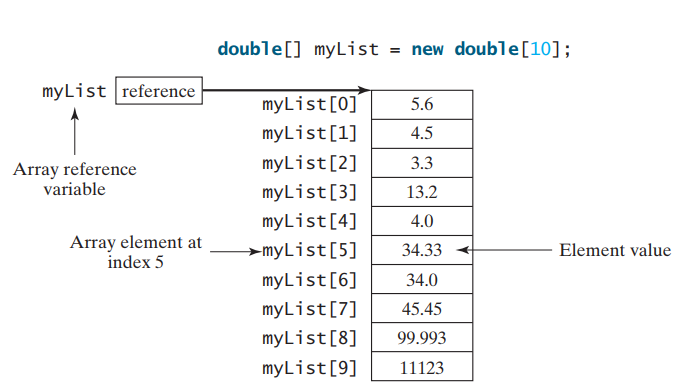 double[] myList = new double[10];
myList reference
myList[0] 5.6
myList[1] 4.5
Array reference
variable
myList[2] 3.3
myList[3] 13.2
myList[4] 4.0
Array element at
index 5
myList[5] 34.33 Element value
myList[6] 34.0
myList[7] 45.45
myList[8] 99.993
myList[9] 11123